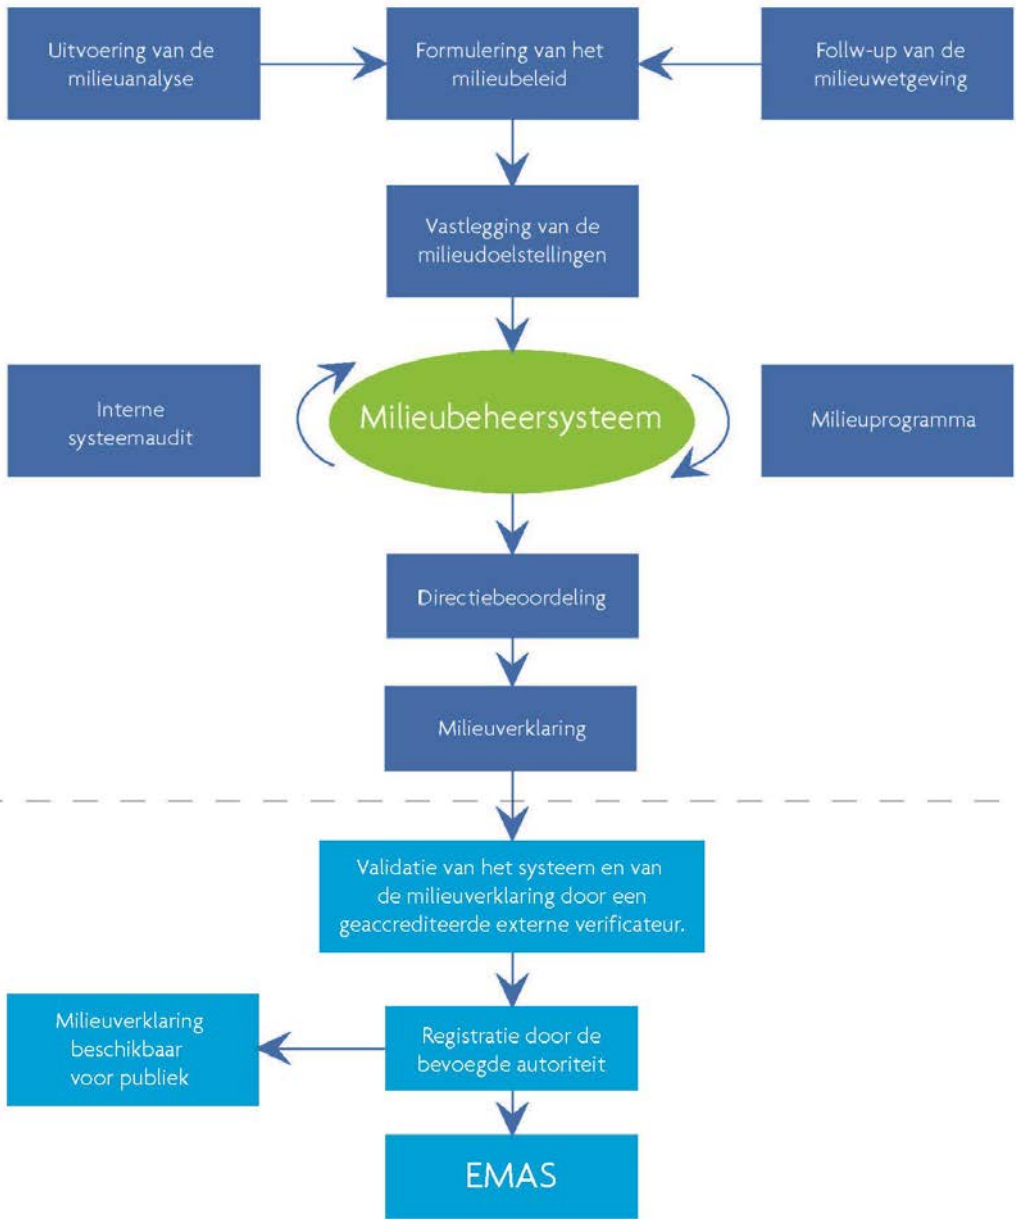 Uitvoering van de
milieuanalyse
Formulering van het
milieubeleid
Follw-up van de
milieuwetgeving
Vastlegging van de
milieudoelstellingen
Interne
systeemaudit
Milieubeheersysteem
Milieuprogramma
Directiebeoordeling
Milieuverklaring
Validatie van het systeem en van
de milieuverklaring door een
geaccrediteerde externe verificateur.
Milieuverklaring
beschikbaar
voor publiek
Registratie door de
bevoegde autoriteit
EMAS